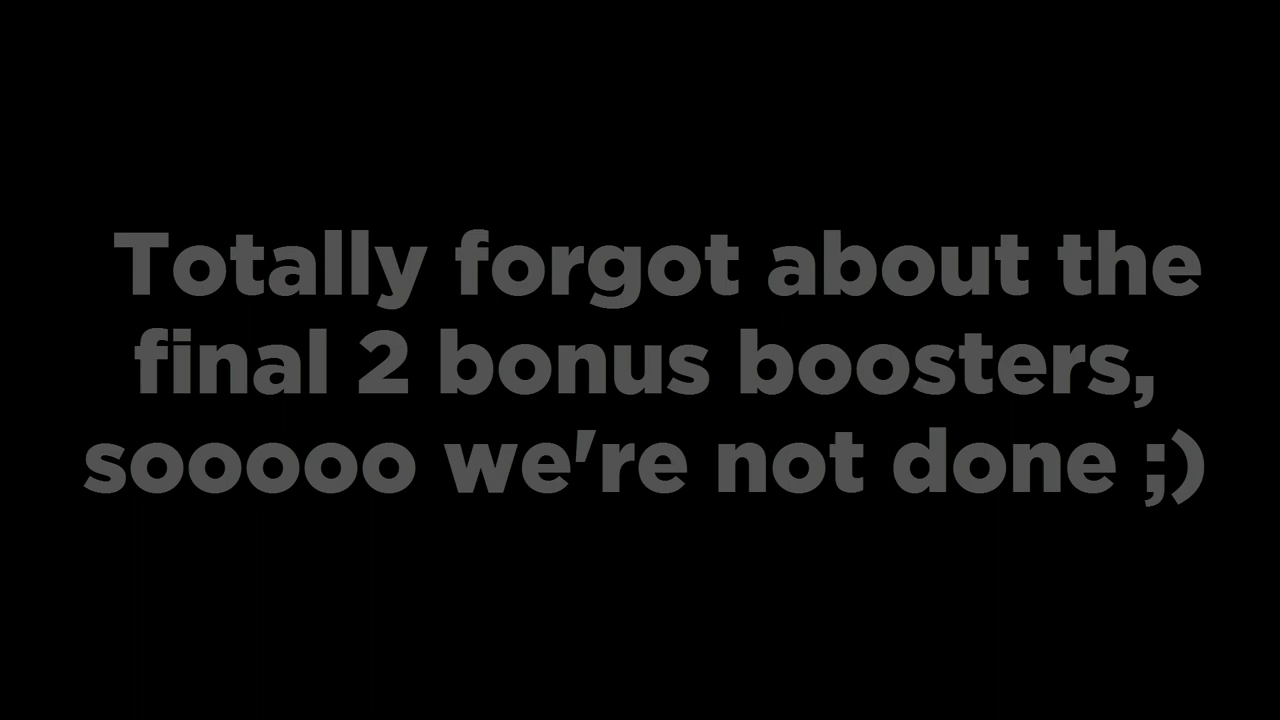 Totally forgot about the
final 2 bonus boosters,
sooooo we're not done ;)